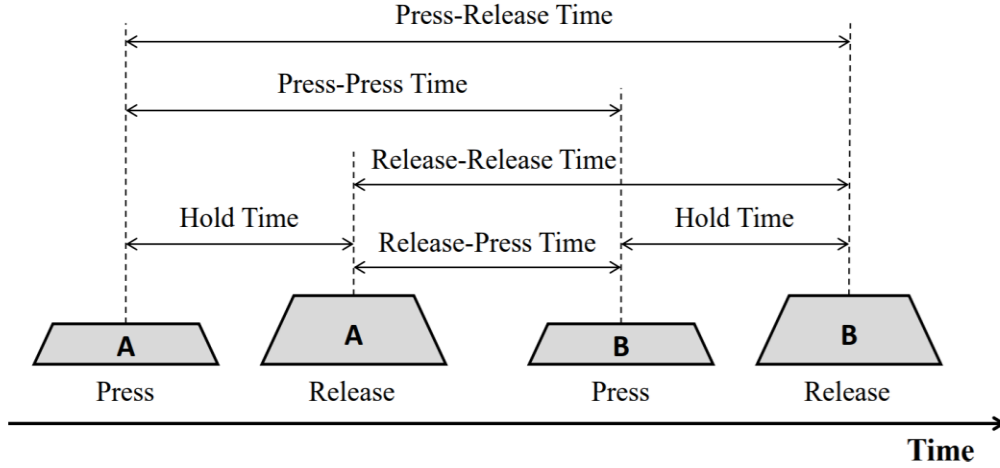 Press-Release Time
Press-Press Time
Release-Release Time
Hold Time
Hold Time
Release-Press Time
A
A
B
B
Press
Release
Press
Release
Time